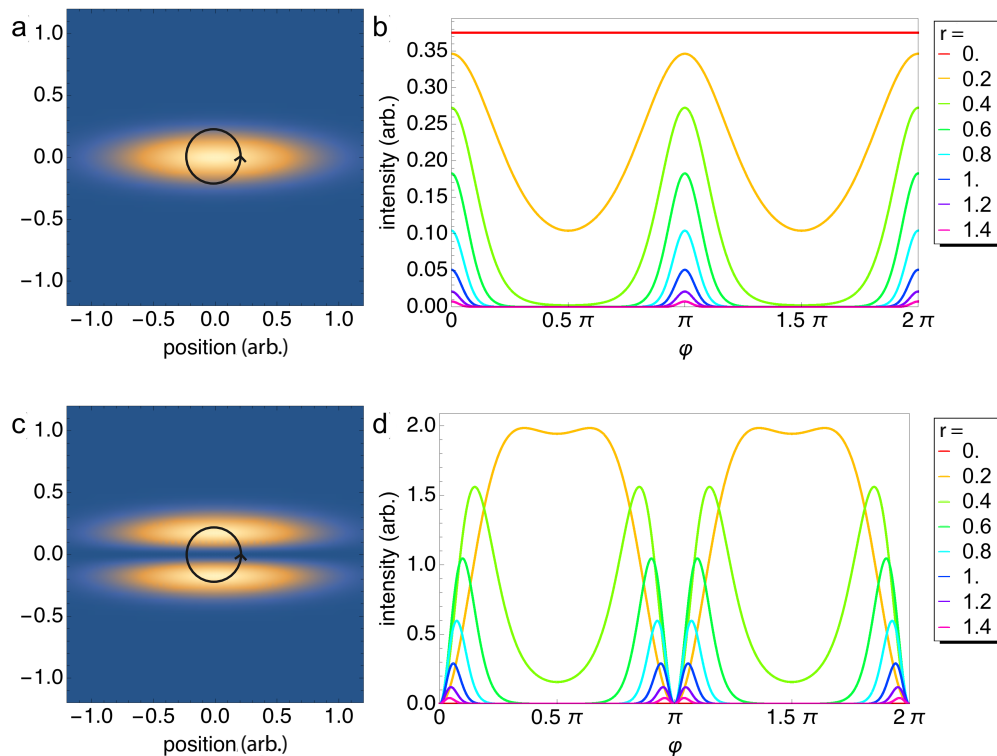 a
1.0
0.5
0.0
−0.5
−1.0
−1.0 −0.5 0.0 0.5 1.0
position (arb.)
b
intensity (arb.)
0.35
0.30
0.25
0.20
0.15
0.10
0.05
0.00
0 0.5 π π 1.5 π 2 π
φ
r =
0.
0.2
0.4
0.6
0.8
1.
1.2
1.4
c
1.0
0.5
0.0
−0.5
−1.0
−1.0 −0.5 0.0 0.5 1.0
position (arb.)
d
intensity (arb.)
2.0
1.5
1.0
0.5
0.0
0 0.5 π π 1.5 π 2 π
φ
r =
0.
0.2
0.4
0.6
0.8
1.
1.2
1.4